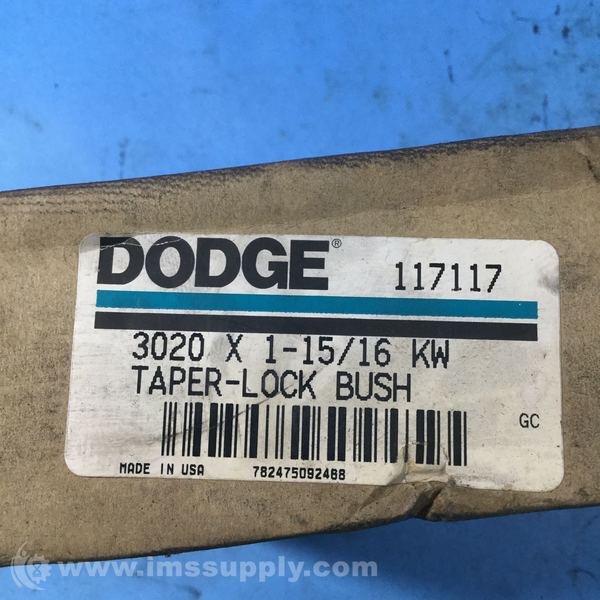 DODGE® 117117
3020 X 1-15/16 KW
TAPER-LOCK BUSH
GC
MADE IN USA 782475092488
www.imssupply.com